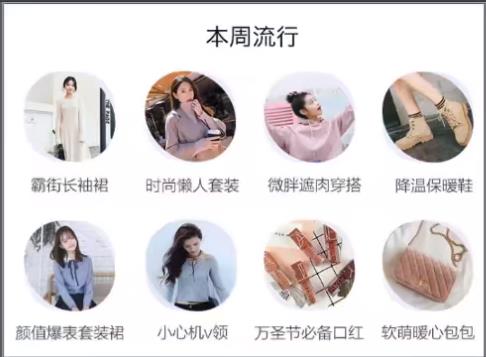 本周流行
霸街长袖裙
时尚懒人套装
微胖遮肉穿搭
降温保暖鞋
颜值爆表套装裙
小心机v领
万圣节必备口红
软萌暖心包包